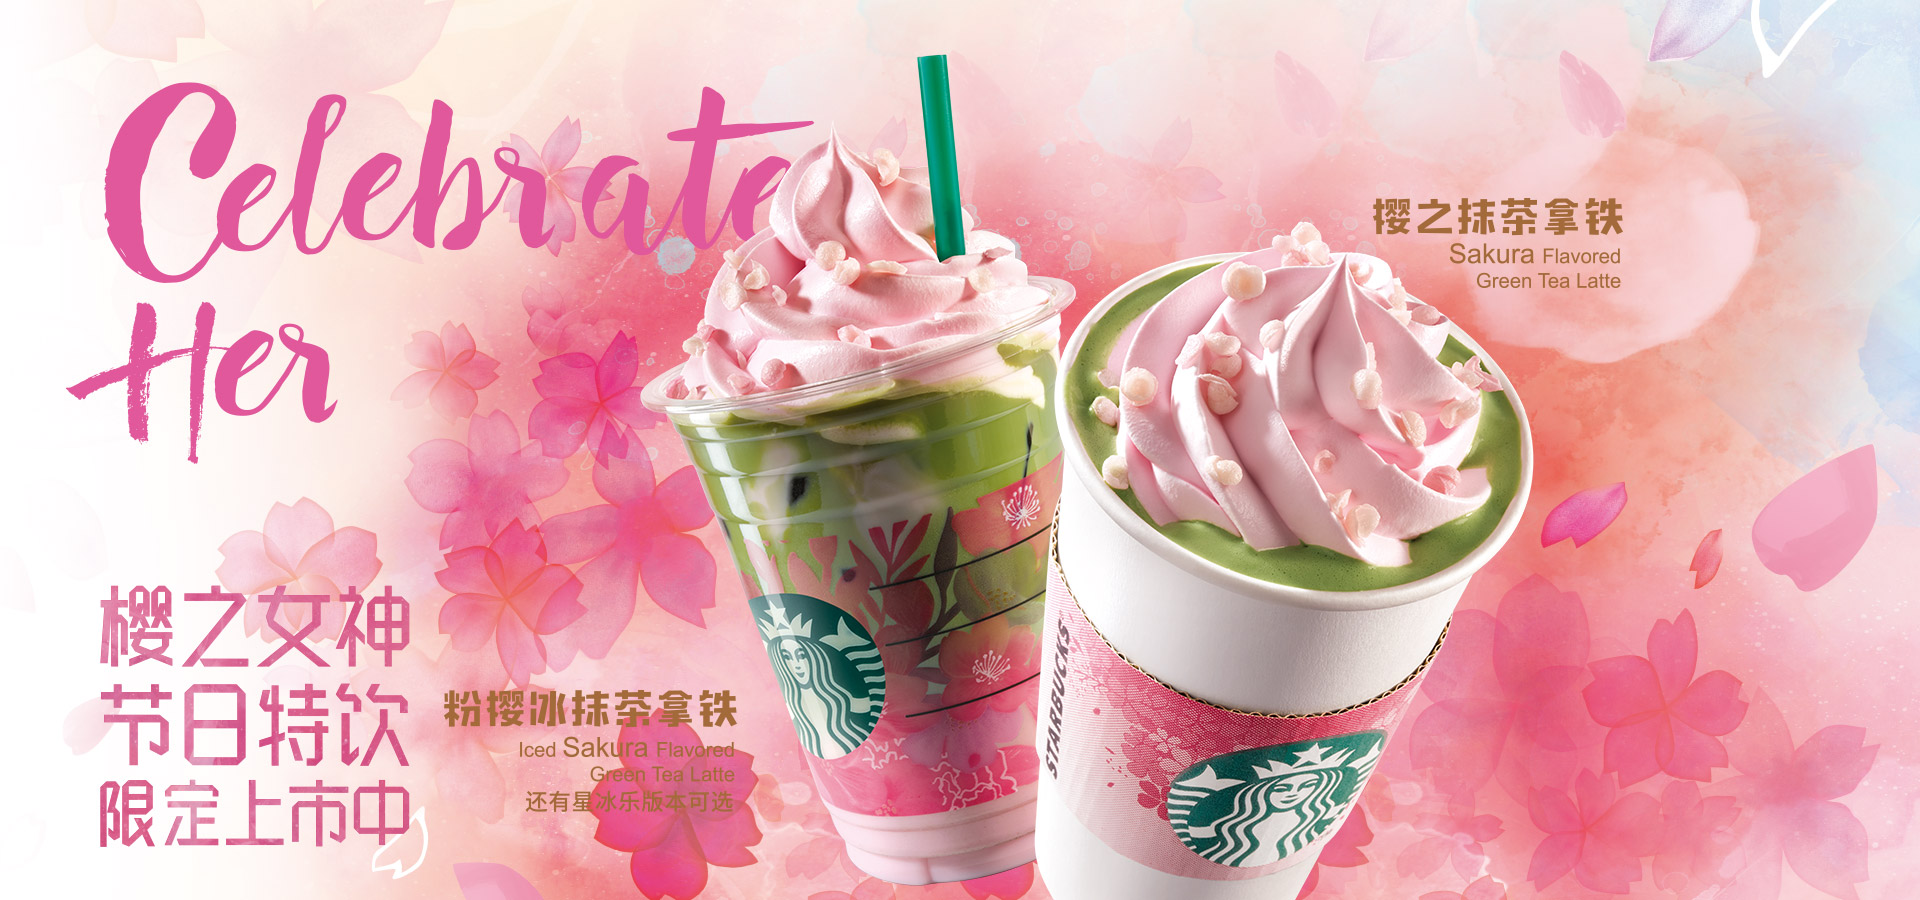 Celebrate
Her
樱之女神
节日特饮
限定上市中
粉樱冰抹茶拿铁
Iced Sakura Flavored
Green Tea Latte
还有星冰乐版本可选
樱之抹茶拿铁
Sakura Flavored
Green Tea Latte
STARBUCKS